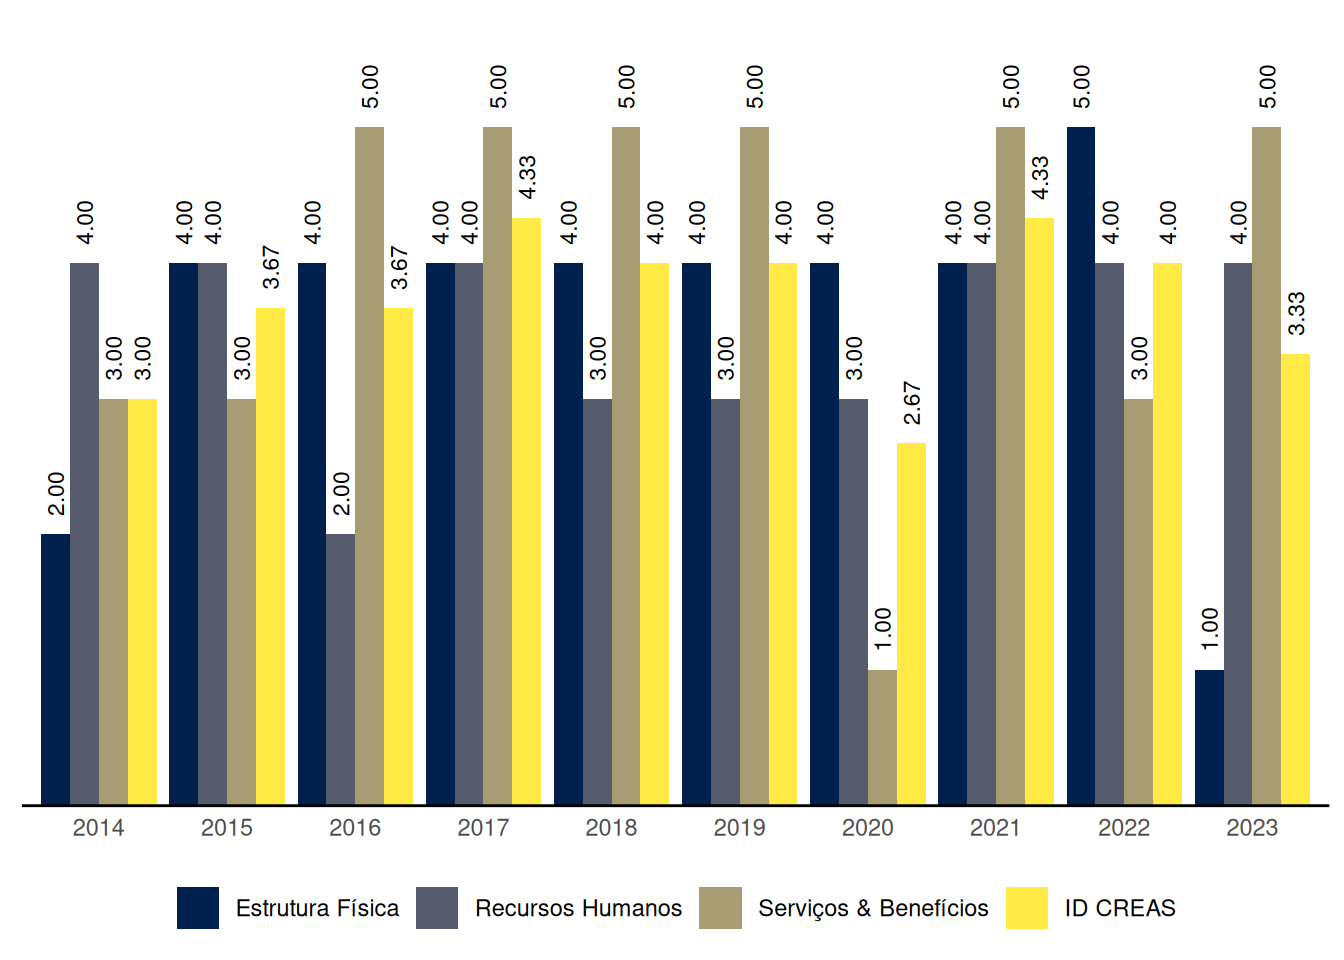 2.00 4.00 3.00 3.00 4.00 4.00 3.00 3.67 4.00 2.00 5.00 3.67 4.00 4.00 5.00 4.33 4.00 3.00 5.00 4.00 4.00 3.00 5.00 4.00 4.00 3.00 1.00 2.67 4.00 4.00 5.00 4.33 5.00 4.00 3.00 4.00 1.00 4.00 5.00 3.33
2014 2015 2016 2017 2018 2019 2020 2021 2022 2023
Estrutura Física Recursos Humanos Serviços & Benefícios ID CREAS